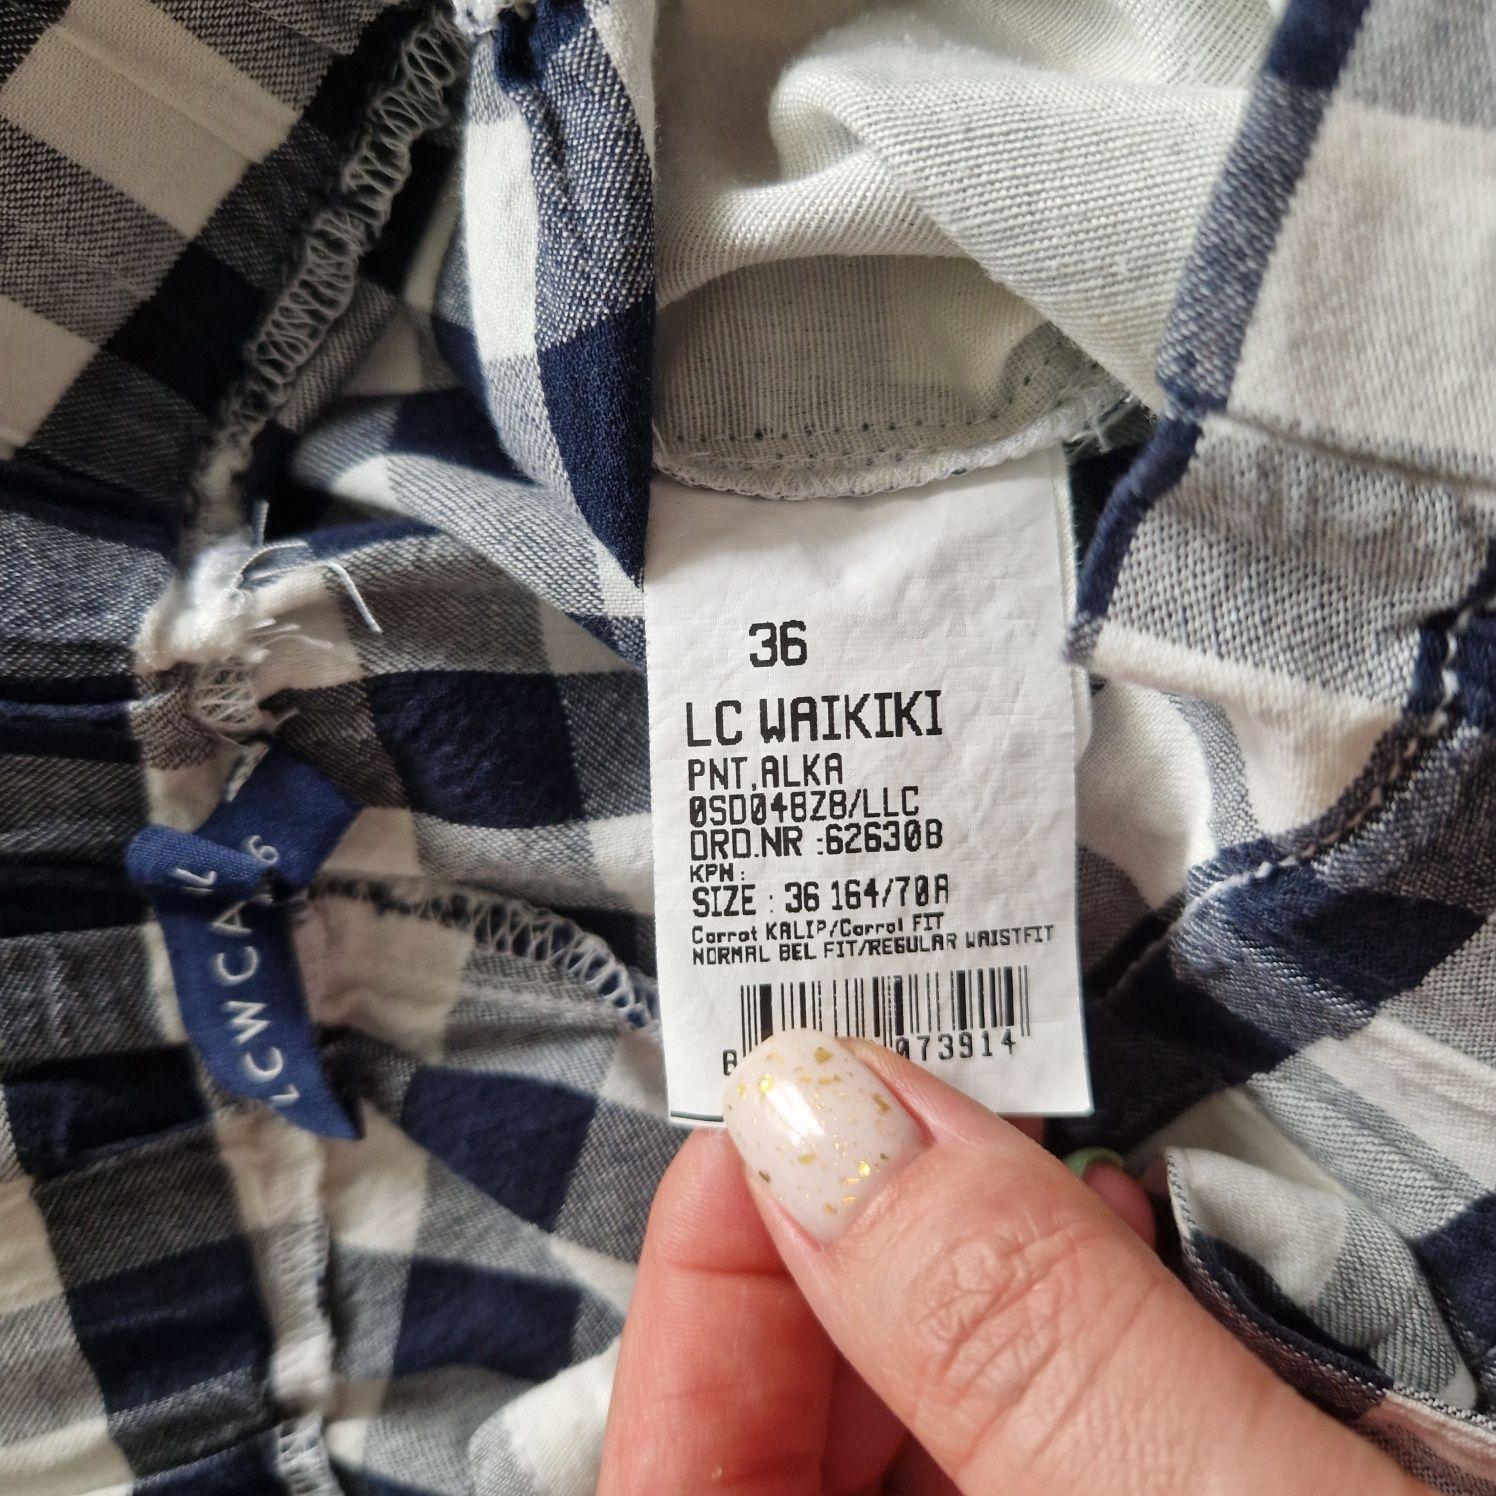 36
LC WAIKIKI
PNT,ALKA
0SD048Z8/LLC
ORD.NR :626308
KPN:
SIZE : 36 164/70A
Carrot KALIP/Carrot FIT
NORMAL BEL FIT/REGULAR WAISTFIT
073914
LCWCA
36